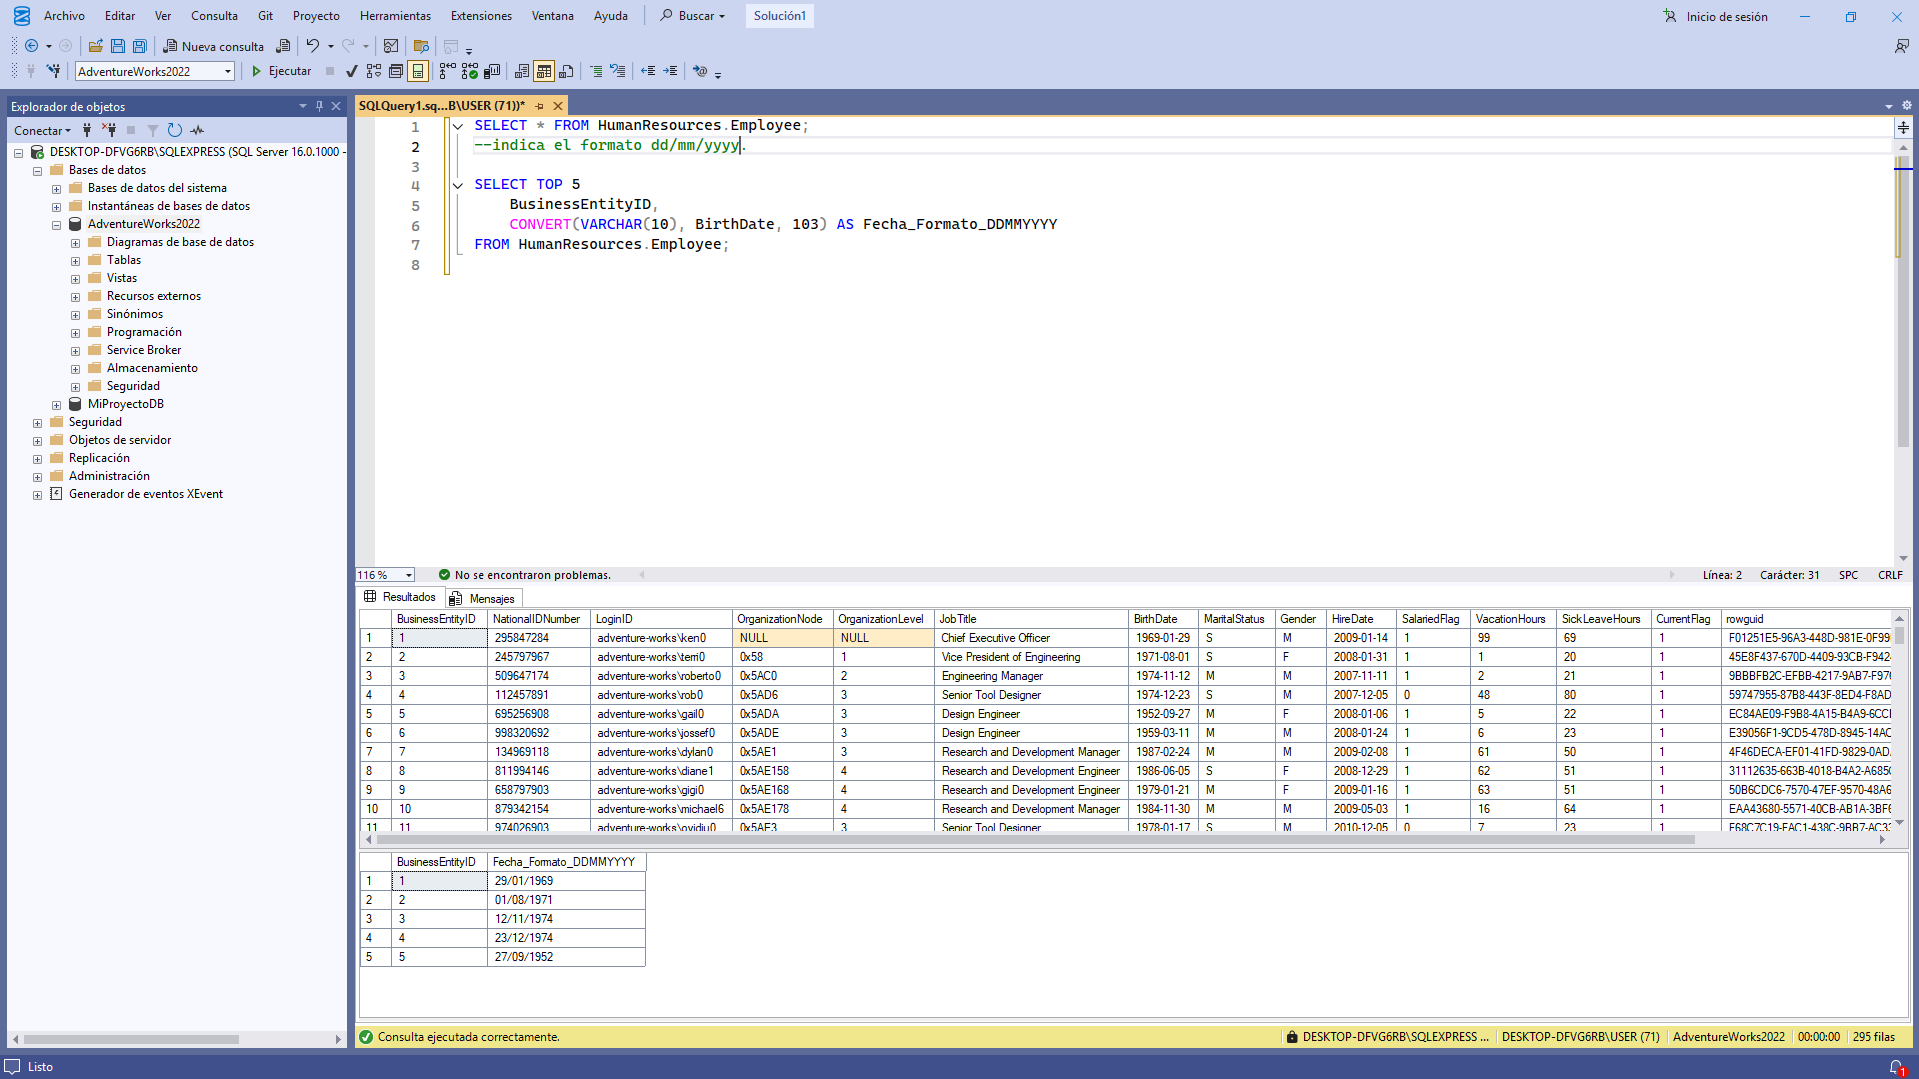 Archivo Editar Ver Consulta Git Proyecto Herramientas Extensiones Ventana Ayuda Buscar Solución1 Inicio de sesión
Nueva consulta
AdventureWorks2022 Ejecutar
Explorador de objetos
Conectar
DESKTOP-DFVG6RB\SQLEXPRESS (SQL Server 16.0.1000 -
Bases de datos
Bases de datos del sistema
Instantáneas de bases de datos
AdventureWorks2022
Diagramas de base de datos
Tablas
Vistas
Recursos externos
Sinónimos
Programación
Service Broker
Almacenamiento
Seguridad
MiProyectoDB
Seguridad
Objetos de servidor
Replicación
Administración
Generador de eventos XEvent
SQLQuery1.sq...B\USER (71))*
1 SELECT * FROM HumanResources.Employee;
2 --indica el formato dd/mm/yyyy.
3
4 SELECT TOP 5
5 BusinessEntityID,
6 CONVERT(VARCHAR(10), BirthDate, 103) AS Fecha_Formato_DDMMYYYY
7 FROM HumanResources.Employee;
8
116 % No se encontraron problemas. Línea: 2 Carácter: 31 SPC CRLF
Resultados Mensajes
BusinessEntityID NationalIDNumber LoginID OrganizationNode OrganizationLevel JobTitle BirthDate MaritalStatus Gender HireDate SalariedFlag VacationHours SickLeaveHours CurrentFlag rowguid
1 1 295847284 adventure-works\ken0 NULL NULL Chief Executive Officer 1969-01-29 S M 2009-01-14 1 99 69 1 F01251E5-96A3-448D-981E-0F99
2 2 245797967 adventure-works\terri0 0x58 1 Vice President of Engineering 1971-08-01 S F 2008-01-31 1 1 20 1 45E8F437-670D-4409-93CB-F942
3 3 509647174 adventure-works\roberto0 0x5AC0 2 Engineering Manager 1974-11-12 M M 2007-11-11 1 2 21 1 9BBBFB2C-EFBB-4217-9AB7-F976
4 4 112457891 adventure-works\rob0 0x5AD6 3 Senior Tool Designer 1974-12-23 S M 2007-12-05 0 48 80 1 59747955-87B8-443F-8ED4-F8AD
5 5 695256908 adventure-works\gail0 0x5ADA 3 Design Engineer 1952-09-27 M F 2008-01-06 1 5 22 1 EC84AE09-F9B8-4A15-B4A9-6CC
6 6 998320692 adventure-works\jossef0 0x5ADE 3 Design Engineer 1959-03-11 M M 2008-01-24 1 6 23 1 E39056F1-9CD5-478D-8945-14AC
7 7 134969118 adventure-works\dylan0 0x5AE1 3 Research and Development Manager 1987-02-24 M M 2009-02-08 1 61 50 1 4F46DECA-EF01-41FD-9829-0AD
8 8 811994146 adventure-works\diane1 0x5AE158 4 Research and Development Engineer 1986-06-05 S F 2008-12-29 1 62 51 1 31112635-663B-4018-B4A2-A685
9 9 658797903 adventure-works\gigi0 0x5AE168 4 Research and Development Engineer 1979-01-21 M F 2009-01-16 1 63 51 1 50B6CDC6-7570-47EF-9570-48A6
10 10 879342154 adventure-works\michael6 0x5AE178 4 Research and Development Manager 1984-11-30 M M 2009-05-03 1 16 64 1 EAA43680-5571-40CB-AB1A-3BF
11 11 974026903 adventure-works\ovidiu0 0x5AE3 3 Senior Tool Designer 1978-01-17 S M 2010-12-05 0 7 23 1 F68C7C19-FAC1-438C-9BB7-AC33
BusinessEntityID Fecha_Formato_DDMMYYYY
1 1 29/01/1969
2 2 01/08/1971
3 3 12/11/1974
4 4 23/12/1974
5 5 27/09/1952
Consulta ejecutada correctamente. DESKTOP-DFVG6RB\SQLEXPRESS ... DESKTOP-DFVG6RB\USER (71) AdventureWorks2022 00:00:00 295 filas
Listo 1